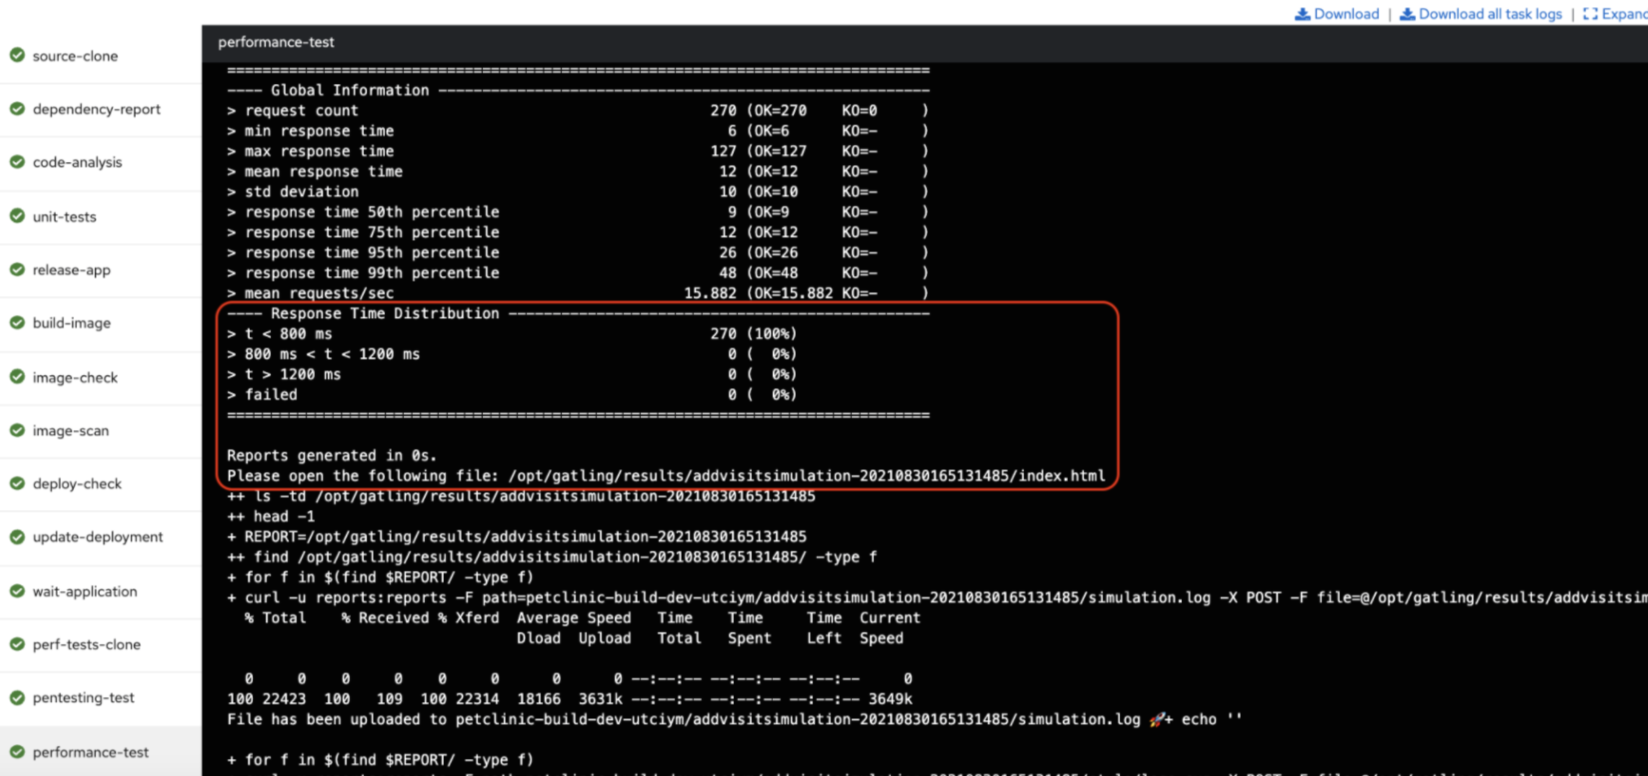 Download | Download all task logs | Expand
source-clone
dependency-report
code-analysis
unit-tests
release-app
build-image
image-check
image-scan
deploy-check
update-deployment
wait-application
perf-tests-clone
pentesting-test
performance-test
performance-test
================================================================================
---- Global Information --------------------------------------------------------
> request count                                        270 (OK=270    KO=0     )
> min response time                                      6 (OK=6      KO=-     )
> max response time                                    127 (OK=127    KO=-     )
> mean response time                                    12 (OK=12     KO=-     )
> std deviation                                         10 (OK=10     KO=-     )
> response time 50th percentile                          9 (OK=9      KO=-     )
> response time 75th percentile                         12 (OK=12     KO=-     )
> response time 95th percentile                         26 (OK=26     KO=-     )
> response time 99th percentile                         48 (OK=48     KO=-     )
> mean requests/sec                                 15.882 (OK=15.882 KO=-     )
---- Response Time Distribution ------------------------------------------------
> t < 800 ms                                           270 (100%)
> 800 ms < t < 1200 ms                                   0 (  0%)
> t > 1200 ms                                            0 (  0%)
> failed                                                 0 (  0%)
================================================================================
Reports generated in 0s.
Please open the following file: /opt/gatling/results/addvisitsimulation-20210830165131485/index.html
++ ls -td /opt/gatling/results/addvisitsimulation-20210830165131485
++ head -1
+ REPORT=/opt/gatling/results/addvisitsimulation-20210830165131485
++ find /opt/gatling/results/addvisitsimulation-20210830165131485/ -type f
+ for f in $(find $REPORT/ -type f)
+ curl -u reports:reports -F path=petclinic-build-dev-utciym/addvisitsimulation-20210830165131485/simulation.log -X POST -F file=@/opt/gatling/results/addvisitsim
% Total    % Received % Xferd  Average Speed   Time    Time     Time  Current
Dload  Upload   Total   Spent    Left  Speed
0     0    0     0    0     0      0      0 --:--:-- --:--:-- --:--:--     0
100 22423  100   109  100 22314  18166  3631k --:--:-- --:--:-- --:--:-- 3649k
File has been uploaded to petclinic-build-dev-utciym/addvisitsimulation-20210830165131485/simulation.log 🚀+ echo ''
+ for f in $(find $REPORT/ -type f)